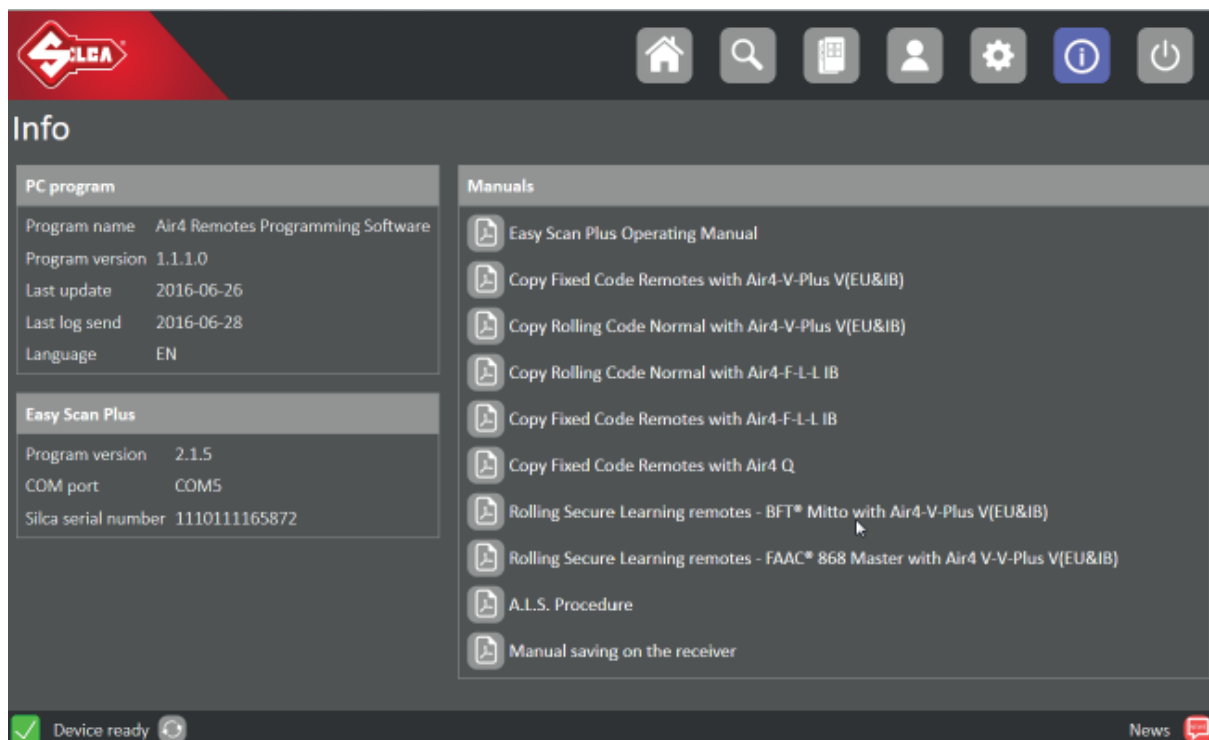 SILCA
Info
PC program
Program name Air4 Remotes Programming Software
Program version 1.1.1.0
Last update 2016-06-26
Last log send 2016-06-28
Language EN
Easy Scan Plus
Program version 2.1.5
COM port COM5
Silca serial number 1110111165872
Manuals
Easy Scan Plus Operating Manual
Copy Fixed Code Remotes with Air4-V-Plus V(EU&IB)
Copy Rolling Code Normal with Air4-V-Plus V(EU&IB)
Copy Rolling Code Normal with Air4-F-L-L IB
Copy Fixed Code Remotes with Air4-F-L-L IB
Copy Fixed Code Remotes with Air4 Q
Rolling Secure Learning remotes - BFT® Mitto with Air4-V-Plus V(EU&IB)
Rolling Secure Learning remotes - FAAC® 868 Master with Air4 V-V-Plus V(EU&IB)
A.L.S. Procedure
Manual saving on the receiver
Device ready
News